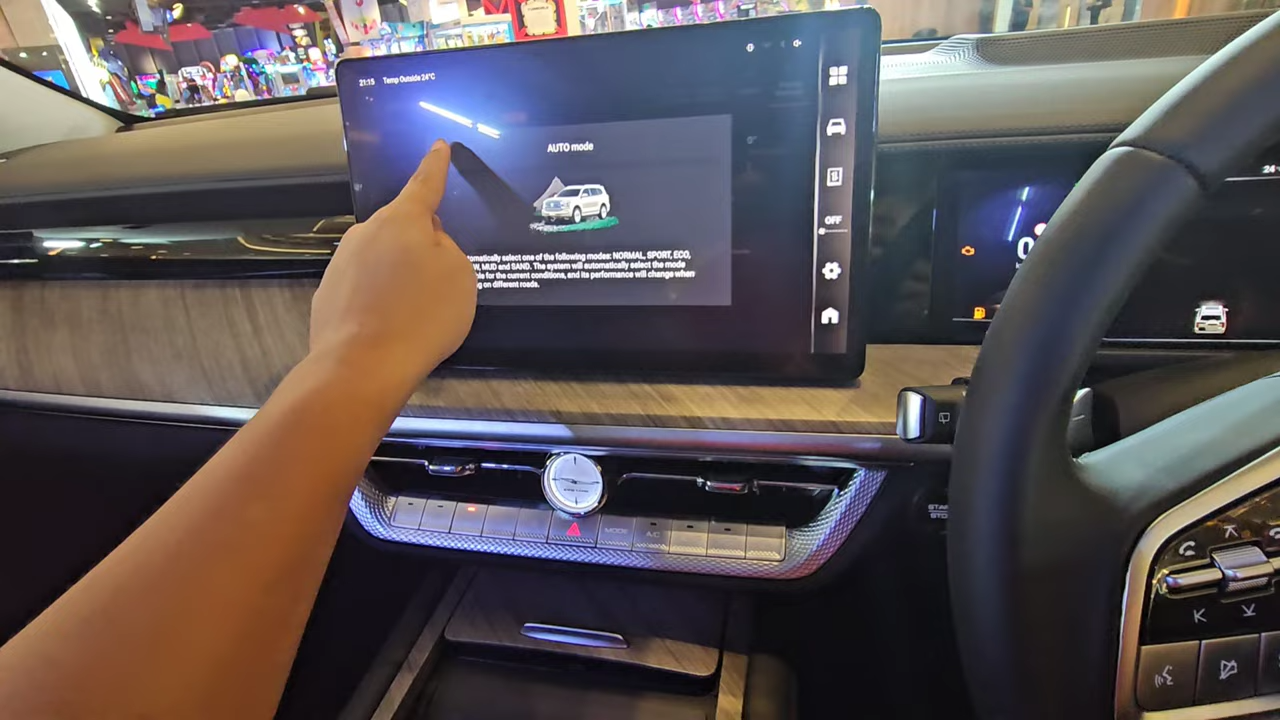 21:15 Temp Outside 24°C
AUTO mode
omatically select one of the following modes: NORMAL, SPORT, ECO,
MUD and SAND. The system will automatically select the mode
for the current conditions, and its performance will change when
on different roads.
OFF
24
0
MODE
A/C